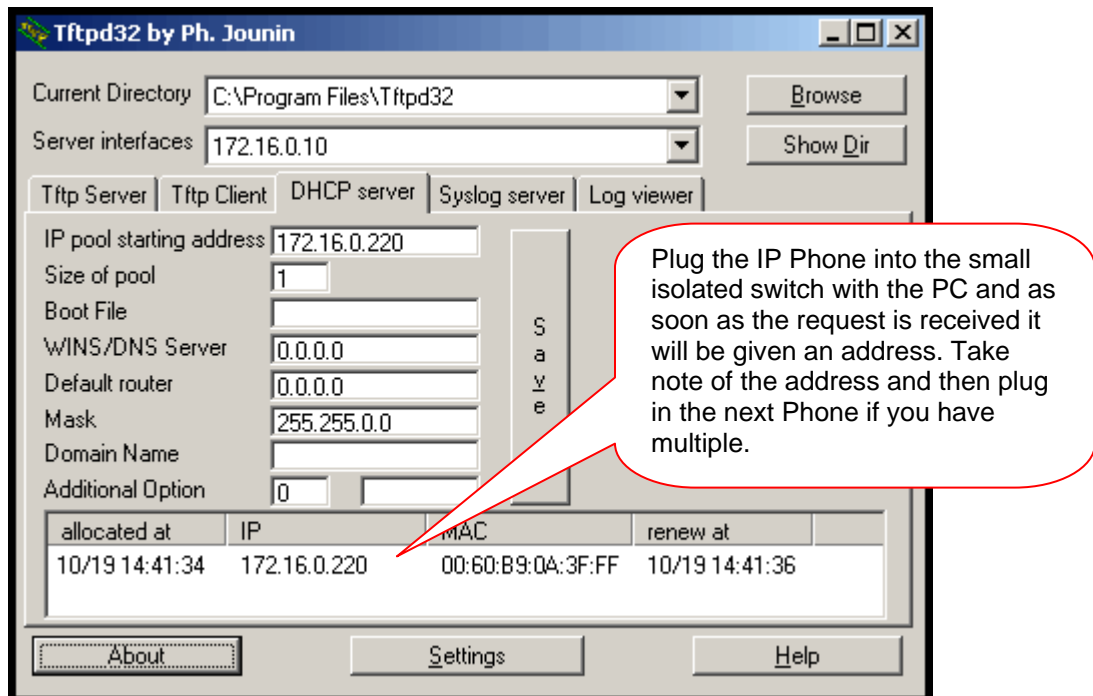 Tftpd32 by Ph. Jounin
Current Directory C:\Program Files\Tftpd32 Browse
Server interfaces 172.16.0.10 Show Dir
Tftp Server Tftp Client DHCP server Syslog server Log viewer
IP pool starting address 172.16.0.220
Size of pool 1
Boot File
WINS/DNS Server 0.0.0.0
Default router 0.0.0.0
Mask 255.255.0.0
Domain Name
Additional Option 0
Save
Plug the IP Phone into the small
isolated switch with the PC and as
soon as the request is received it
will be given an address. Take
note of the address and then plug
in the next Phone if you have
multiple.
allocated at IP MAC renew at
10/19 14:41:34 172.16.0.220 00:60:B9:0A:3F:FF 10/19 14:41:36
About Settings Help